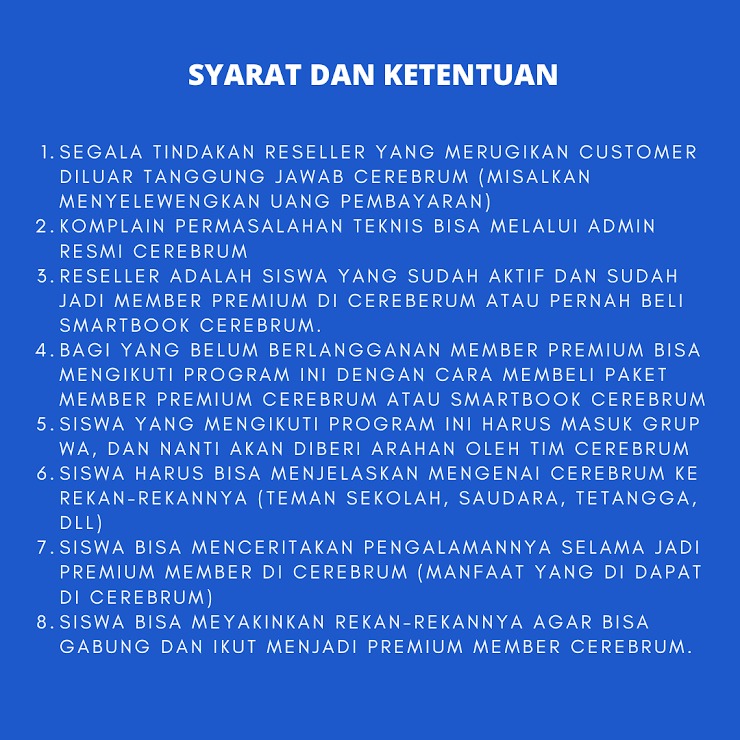 SYARAT DAN KETENTUAN
1. SEGALA TINDAKAN RESELLER YANG MERUGIKAN CUSTOMER
DILUAR TANGGUNG JAWAB CEREBRUM (MISALKAN
MENYELEWENGKAN UANG PEMBAYARAN)
2. KOMPLAIN PERMASALAHAN TEKNIS BISA MELALUI ADMIN
RESMI CEREBRUM
3. RESELLER ADALAH SISWA YANG SUDAH AKTIF DAN SUDAH
JADI MEMBER PREMIUM DI CEREBERUM ATAU PERNAH BELI
SMARTBOOK CEREBRUM.
4. BAGI YANG BELUM BERLANGGANAN MEMBER PREMIUM BISA
MENGIKUTI PROGRAM INI DENGAN CARA MEMBELI PAKET
MEMBER PREMIUM CEREBRUM ATAU SMARTBOOK CEREBRUM
5. SISWA YANG MENGIKUTI PROGRAM INI HARUS MASUK GRUP
WA, DAN NANTI AKAN DIBERI ARAHAN OLEH TIM CEREBRUM
6. SISWA HARUS BISA MENJELASKAN MENGENAI CEREBRUM KE
REKAN-REKANNYA (TEMAN SEKOLAH, SAUDARA, TETANGGA,
DLL)
7. SISWA BISA MENCERITAKAN PENGALAMANNYA SELAMA JADI
PREMIUM MEMBER DI CEREBRUM (MANFAAT YANG DI DAPAT
DI CEREBRUM)
8. SISWA BISA MEYAKINKAN REKAN-REKANNYA AGAR BISA
GABUNG DAN IKUT MENJADI PREMIUM MEMBER CEREBRUM.